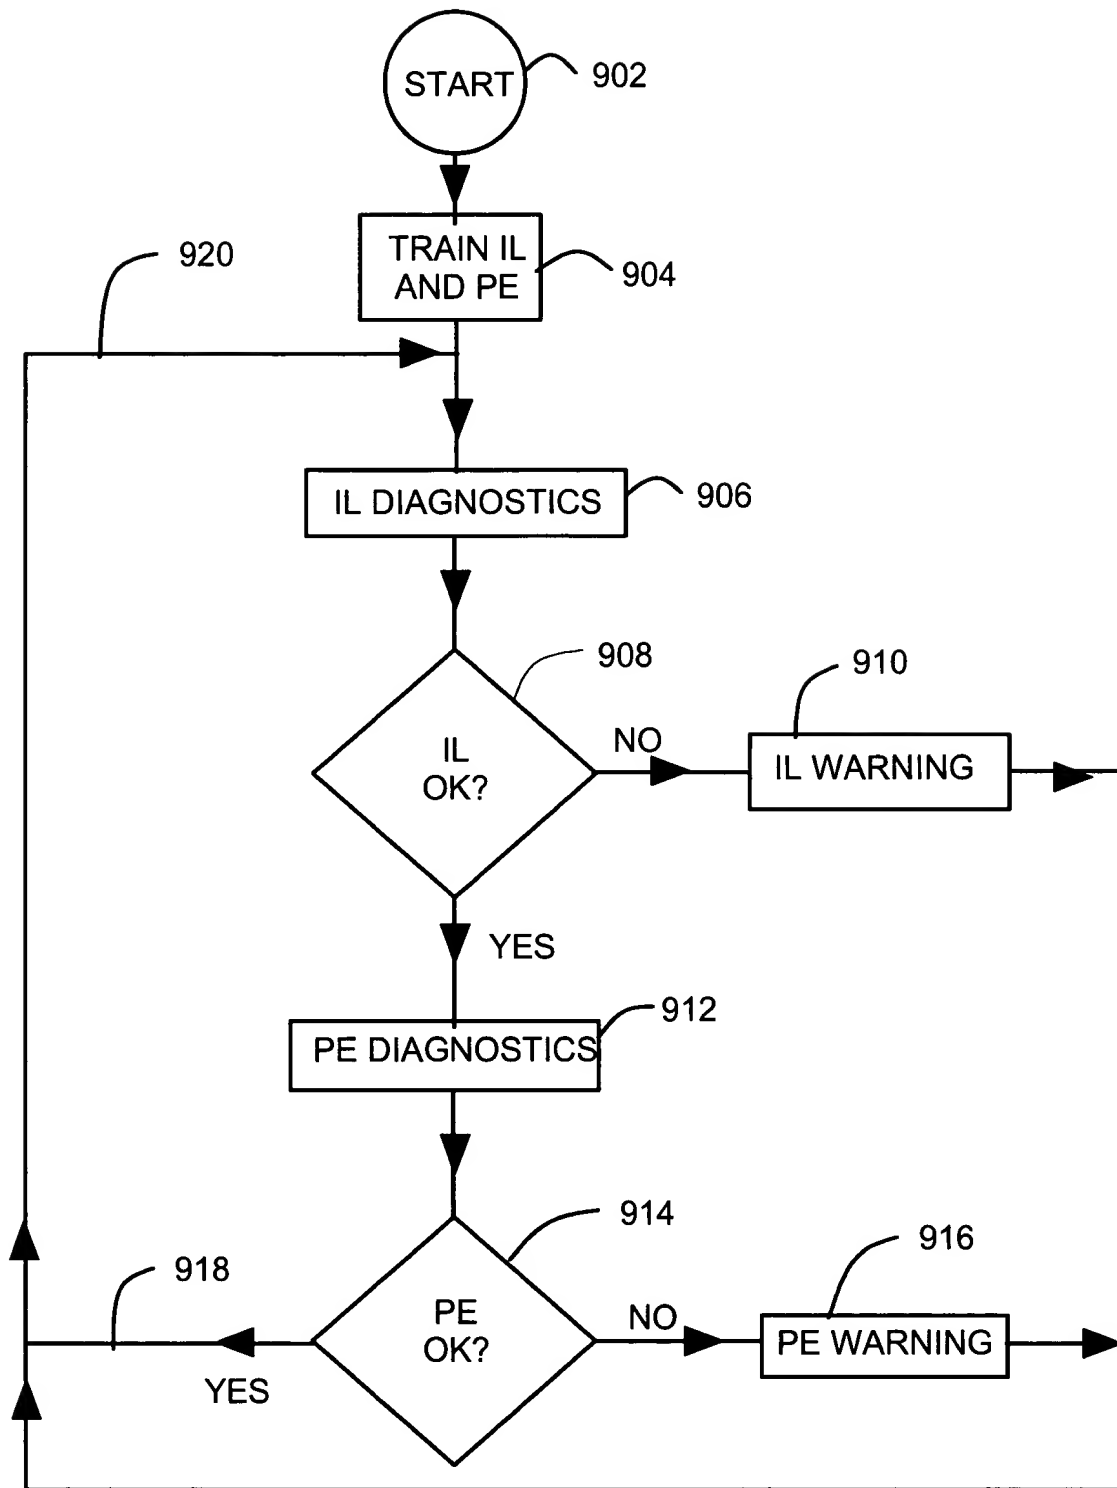 START
902
TRAIN IL
AND PE
904
920
IL DIAGNOSTICS
906
908
IL
OK?
NO
910
IL WARNING
YES
912
PE DIAGNOSTICS
914
PE
OK?
NO
916
PE WARNING
918
YES